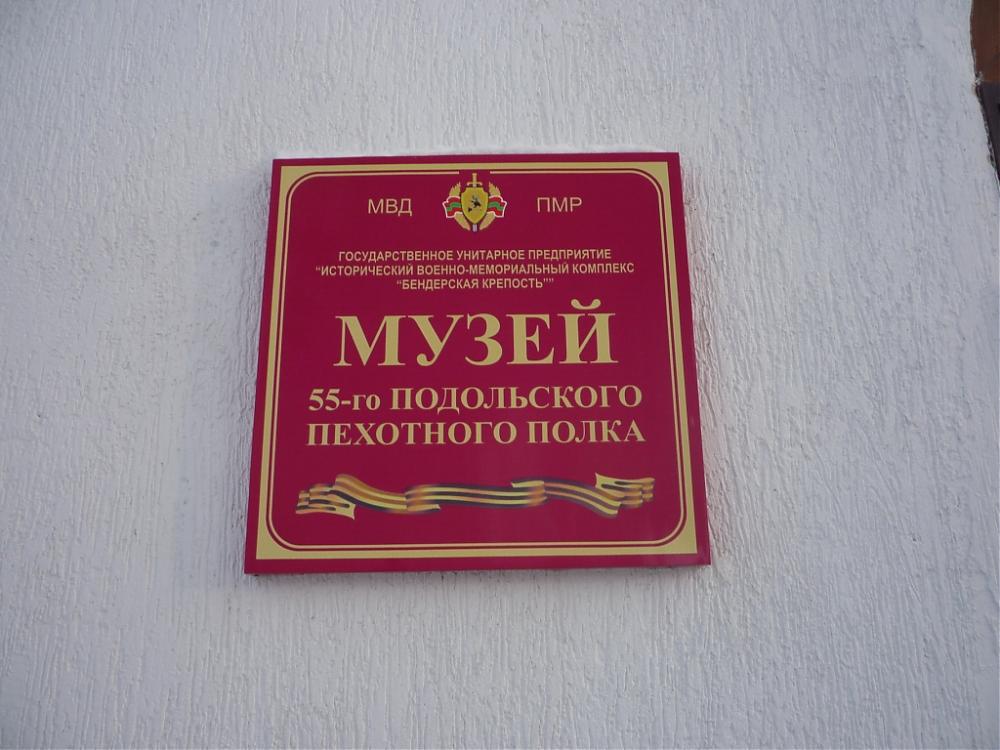 МВД ПМР
ГОСУДАРСТВЕННОЕ УНИТАРНОЕ ПРЕДПРИЯТИЕ
“ИСТОРИЧЕСКИЙ ВОЕННО-МЕМОРИАЛЬНЫЙ КОМПЛЕКС
“БЕНДЕРСКАЯ КРЕПОСТЬ””
МУЗЕЙ
55-го ПОДОЛЬСКОГО
ПЕХОТНОГО ПОЛКА